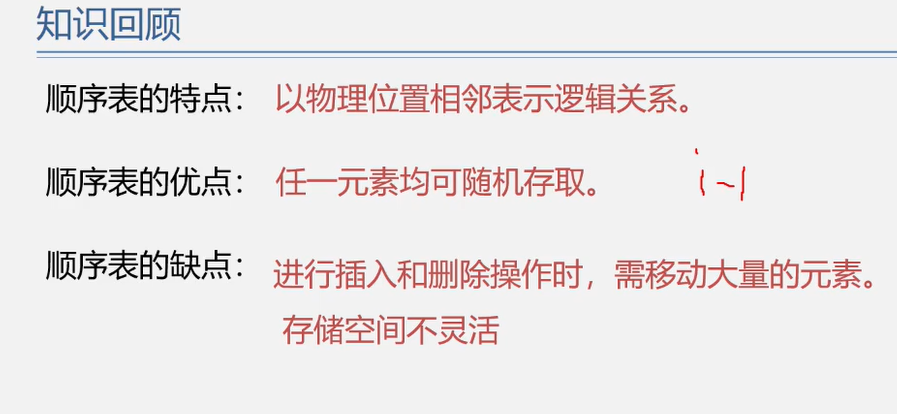 知识回顾
顺序表的特点： 以物理位置相邻表示逻辑关系。
顺序表的优点： 任一元素均可随机存取。
顺序表的缺点： 进行插入和删除操作时，需移动大量的元素。
存储空间不灵活